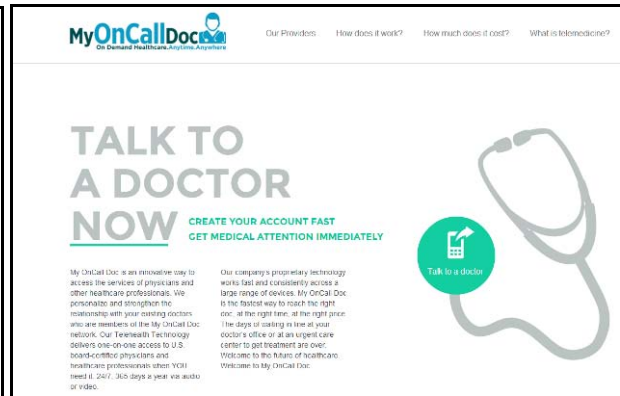 MyOnCallDoc
On Demand Healthcare.Anytime.Anywhere
Our Providers How does it work? How much does it cost? What is telemedicine?
TALK TO
A DOCTOR
NOW
CREATE YOUR ACCOUNT FAST
GET MEDICAL ATTENTION IMMEDIATELY
My OnCall Doc is an innovative way to
access the services of physicians and
other healthcare professionals. We
personalize and strengthen the
relationship with your existing doctors
who are members of the My OnCall Doc
network. Our Telehealth Technology
delivers one-on-one access to U.S.
board-certified physicians and
healthcare professionals when YOU
need it. 24/7, 365 days a year via audio
or video.
Our company's proprietary technology
works fast and consistently across a
large range of devices. My OnCall Doc
is the fastest way to reach the right
doc, at the right time, at the right price.
The days of waiting in line at your
doctor's office or at an urgent care
center to get treatment are over.
Welcome to the future of healthcare.
Welcome to My OnCall Doc.
Talk to a doctor